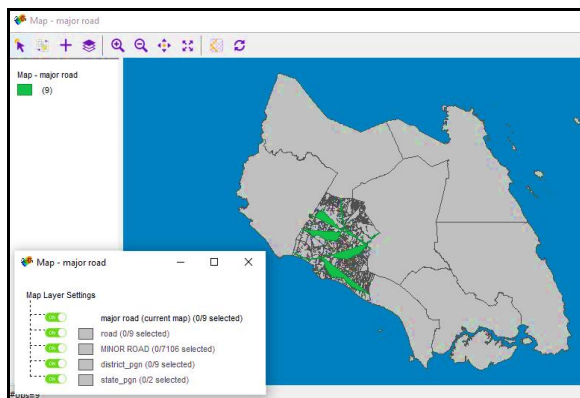 Map - major road
Map - major road
(9)
Map - major road
Map Layer Settings
ON
major road (current map) (0/9 selected)
ON
road (0/9 selected)
ON
MINOR ROAD (0/7106 selected)
ON
district_pgn (0/9 selected)
ON
state_pgn (0/2 selected)
#obs=9